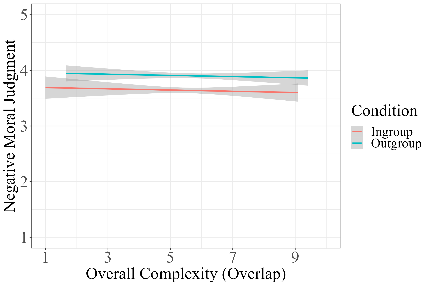 Negative Moral Judgment
5
4
3
2
1
1 3 5 7 9
Overall Complexity (Overlap)
Condition
Ingroup
Outgroup